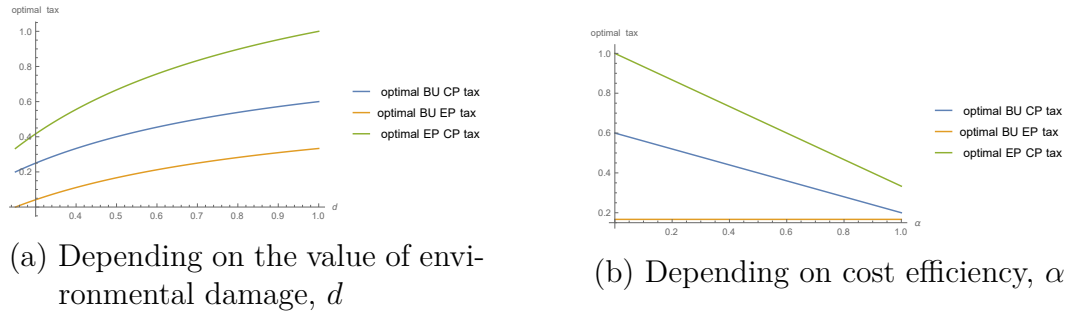 optimal tax
1.0
0.8
0.6
0.4
0.2
0.4 0.5 0.6 0.7 0.8 0.9 1.0 d
optimal BU CP tax
optimal BU EP tax
optimal EP CP tax
(a) Depending on the value of envi-
ronmental damage, d
optimal tax
1.0
0.8
0.6
0.4
0.2
0.2 0.4 0.6 0.8 1.0 α
optimal BU CP tax
optimal BU EP tax
optimal EP CP tax
(b) Depending on cost efficiency, α